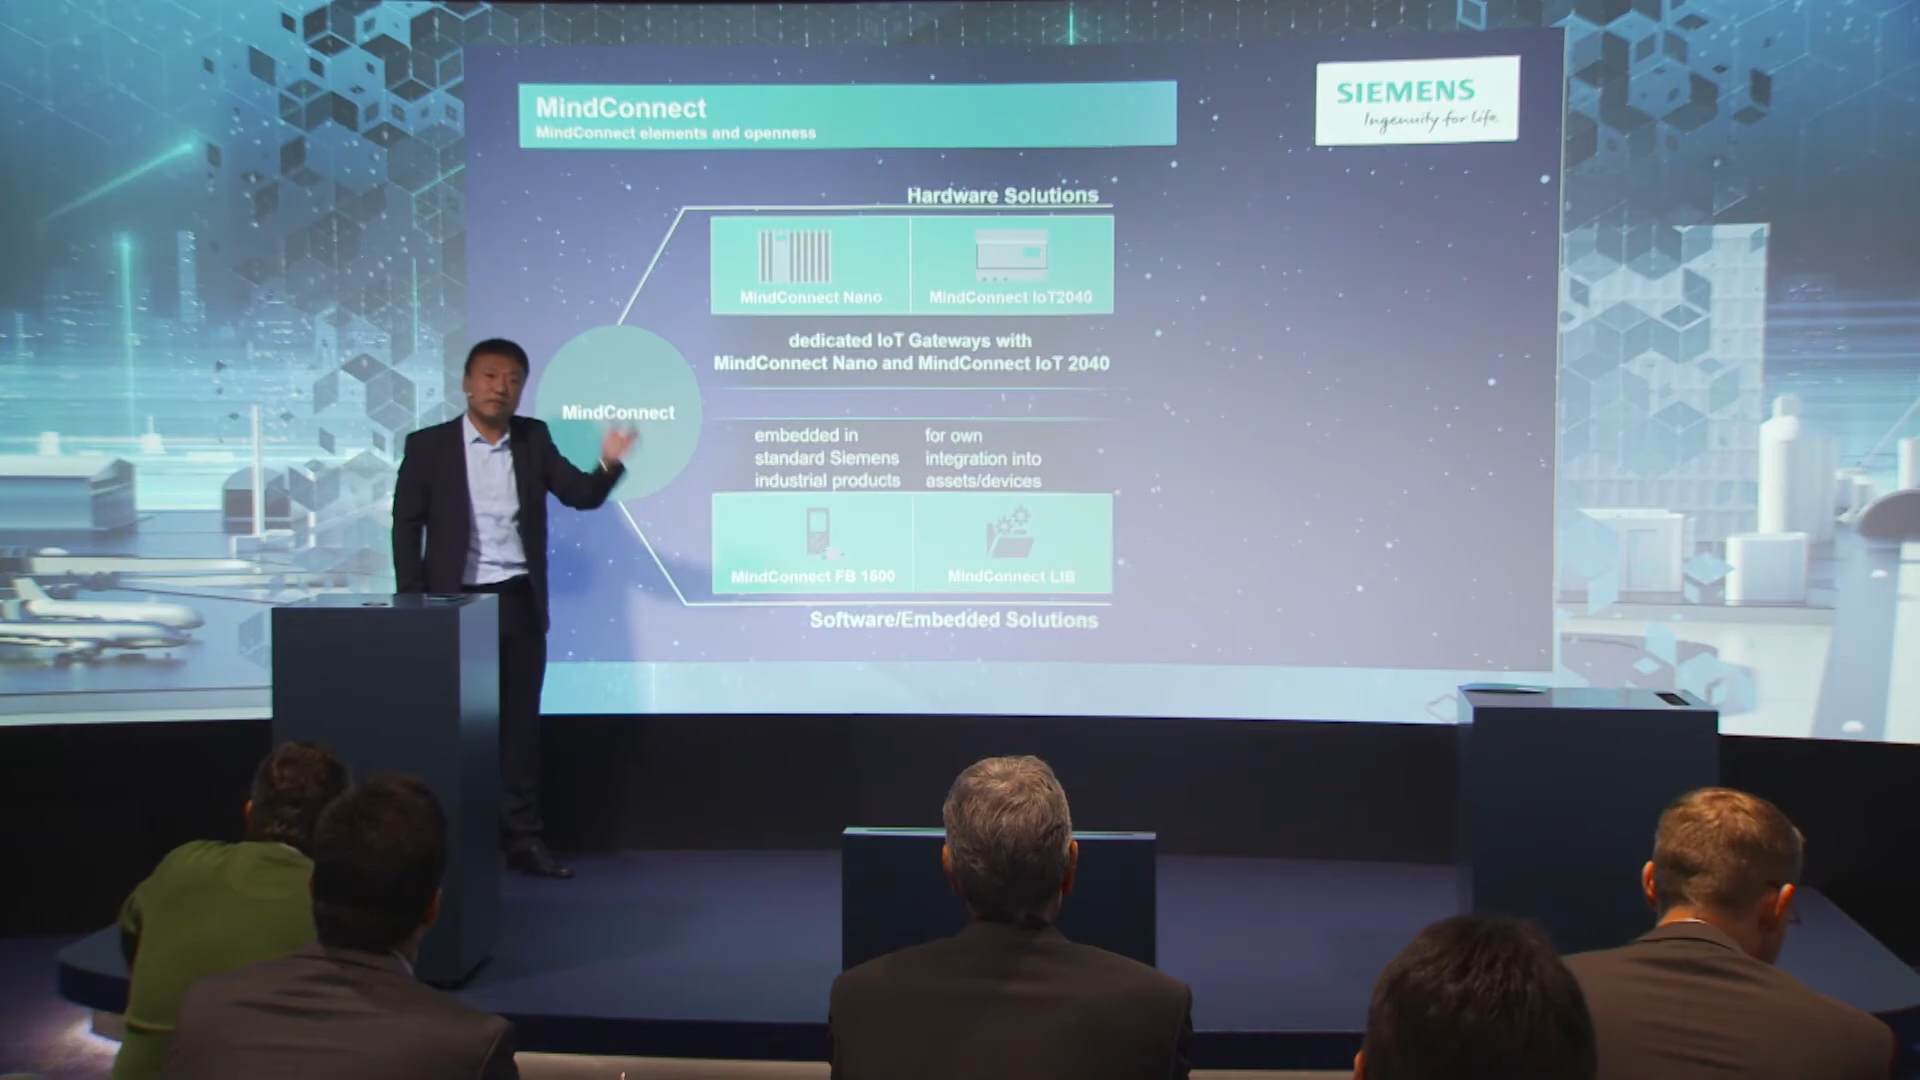 MindConnect
MindConnect elements and openness
SIEMENS
Ingenuity for life
Hardware Solutions
MindConnect Nano
MindConnect IoT2040
dedicated IoT Gateways with
MindConnect Nano and MindConnect IoT 2040
MindConnect
embedded in
standard Siemens
industrial products
for own
integration into
assets/devices
MindConnect FB 1500
MindConnect LIB
Software/Embedded Solutions